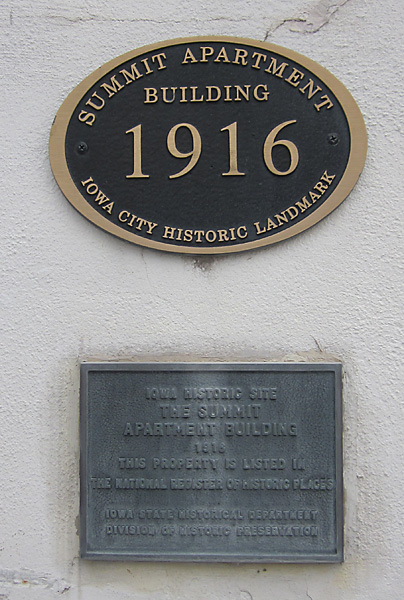 SUMMIT APARTMENT
BUILDING
1916
IOWA CITY HISTORIC LANDMARK
IOWA HISTORIC SITE
THE SUMMIT
APARTMENT BUILDING
1916
THIS PROPERTY IS LISTED IN
THE NATIONAL REGISTER OF HISTORIC PLACES
BY
IOWA STATE HISTORICAL DEPARTMENT
DIVISION OF HISTORIC PRESERVATION